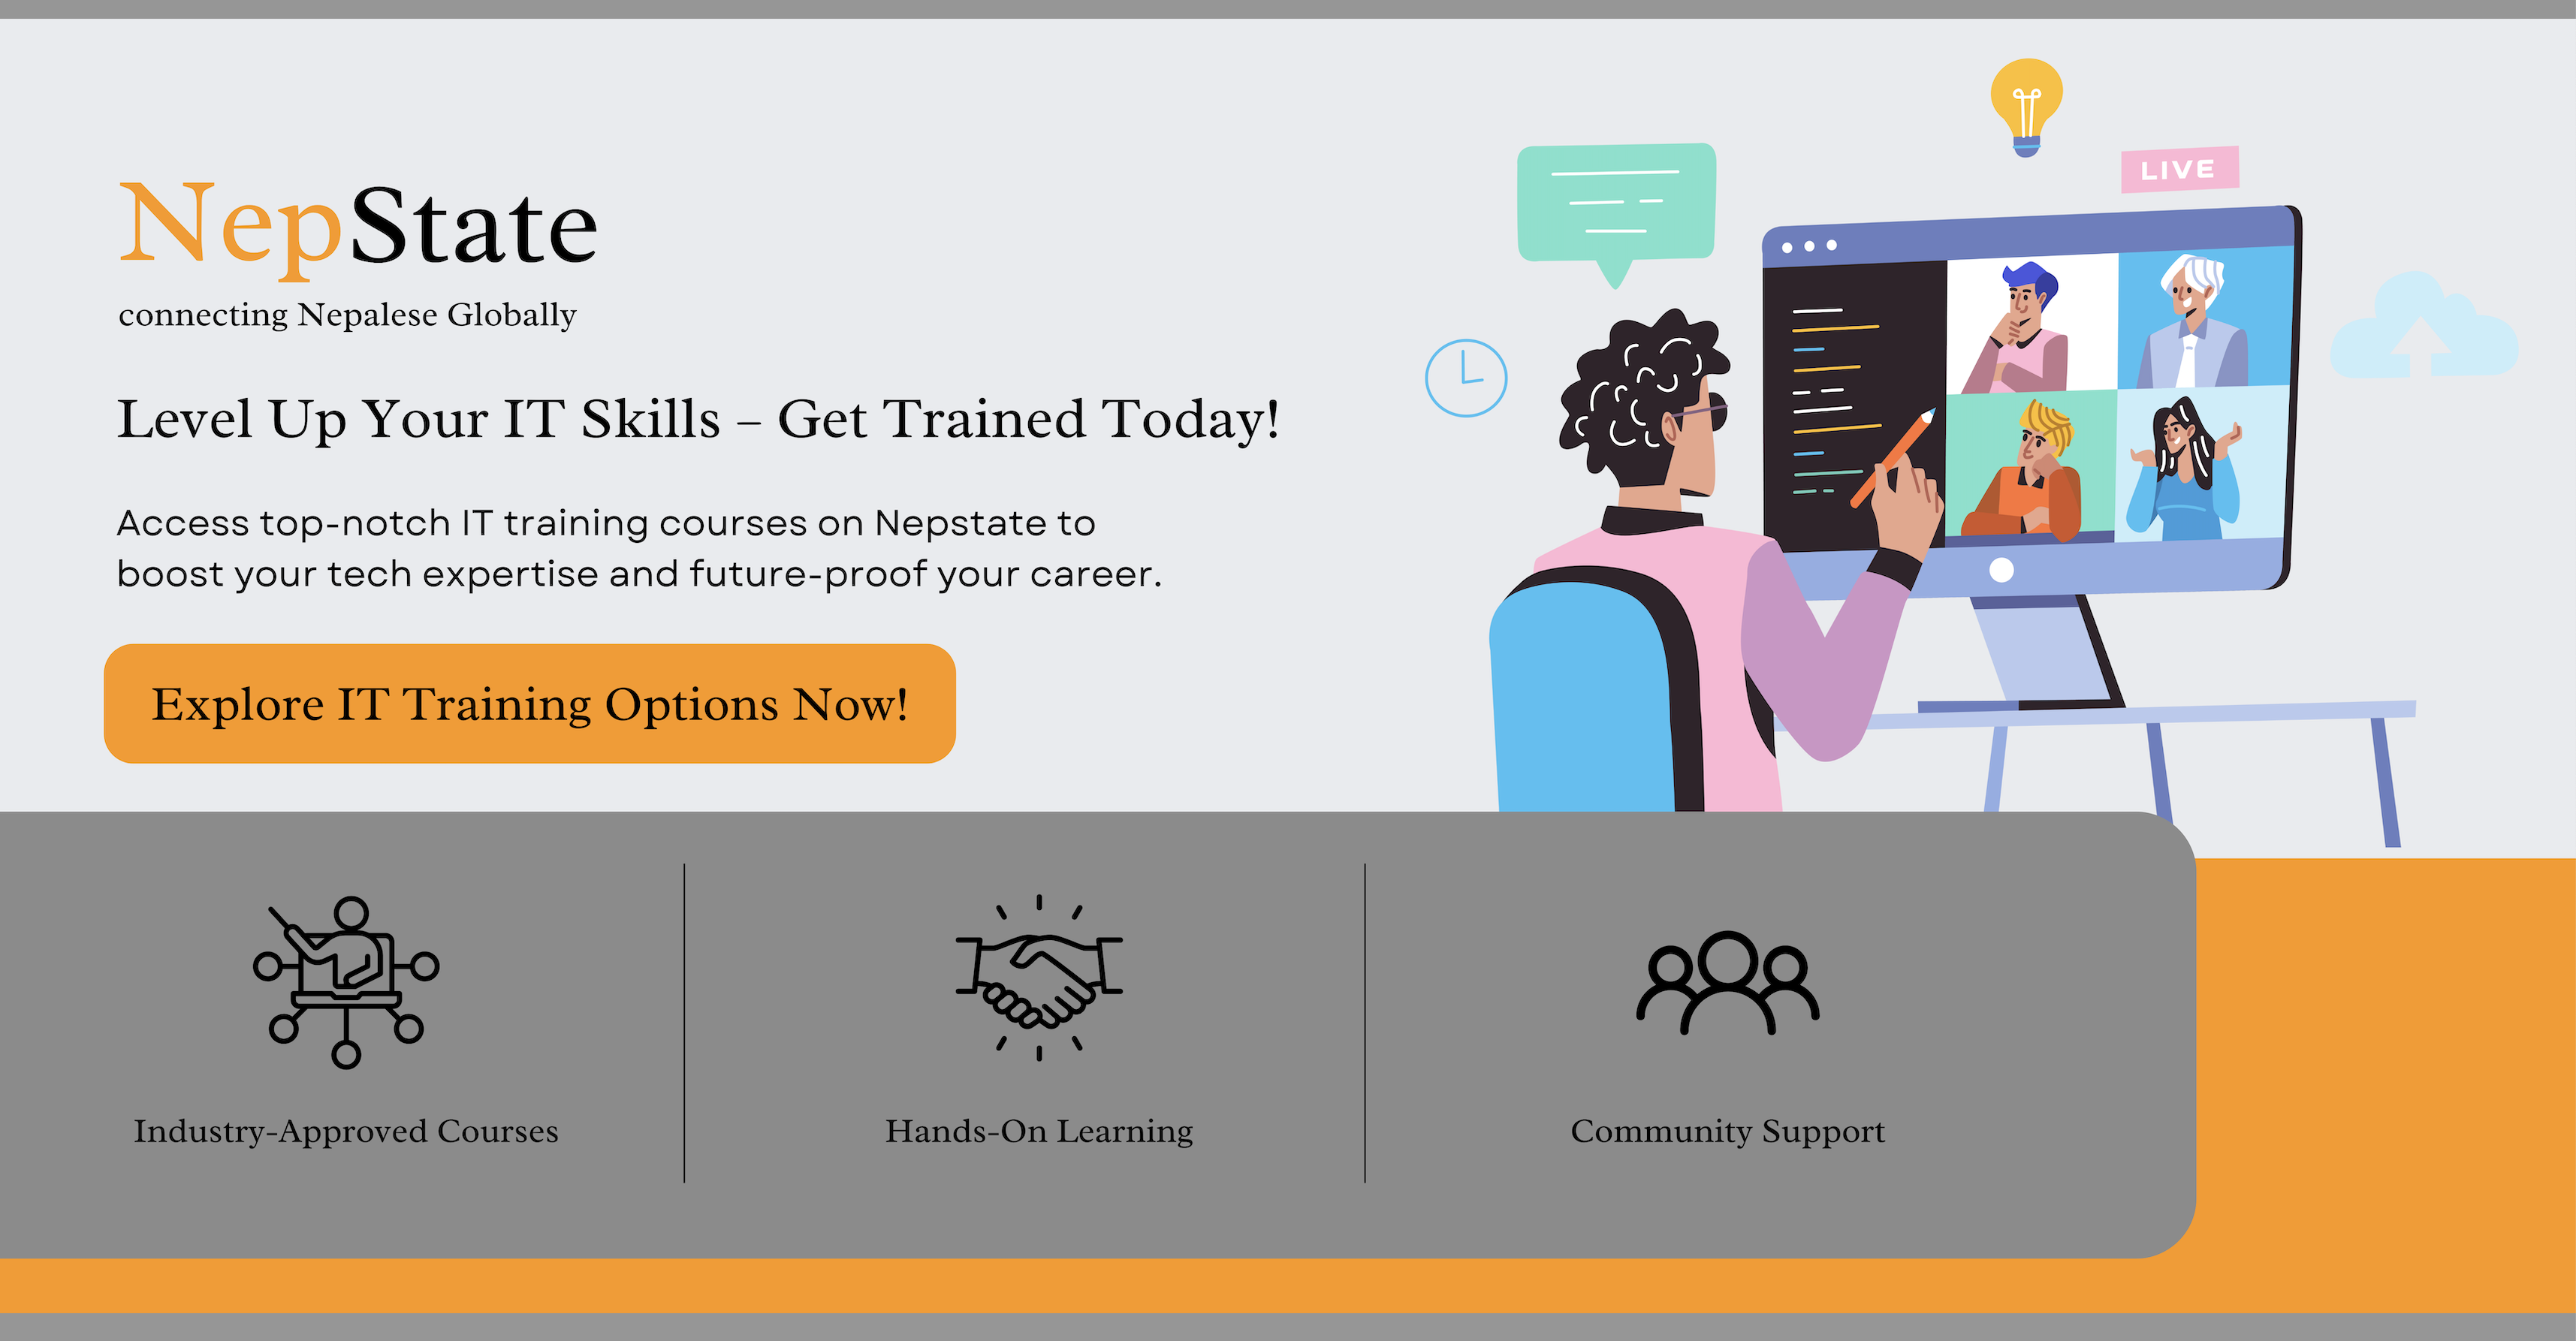 NepState
connecting Nepalese Globally
Level Up Your IT Skills – Get Trained Today!
Access top-notch IT training courses on Nepstate to
boost your tech expertise and future-proof your career.
Explore IT Training Options Now!
LIVE
Industry-Approved Courses
Hands-On Learning
Community Support